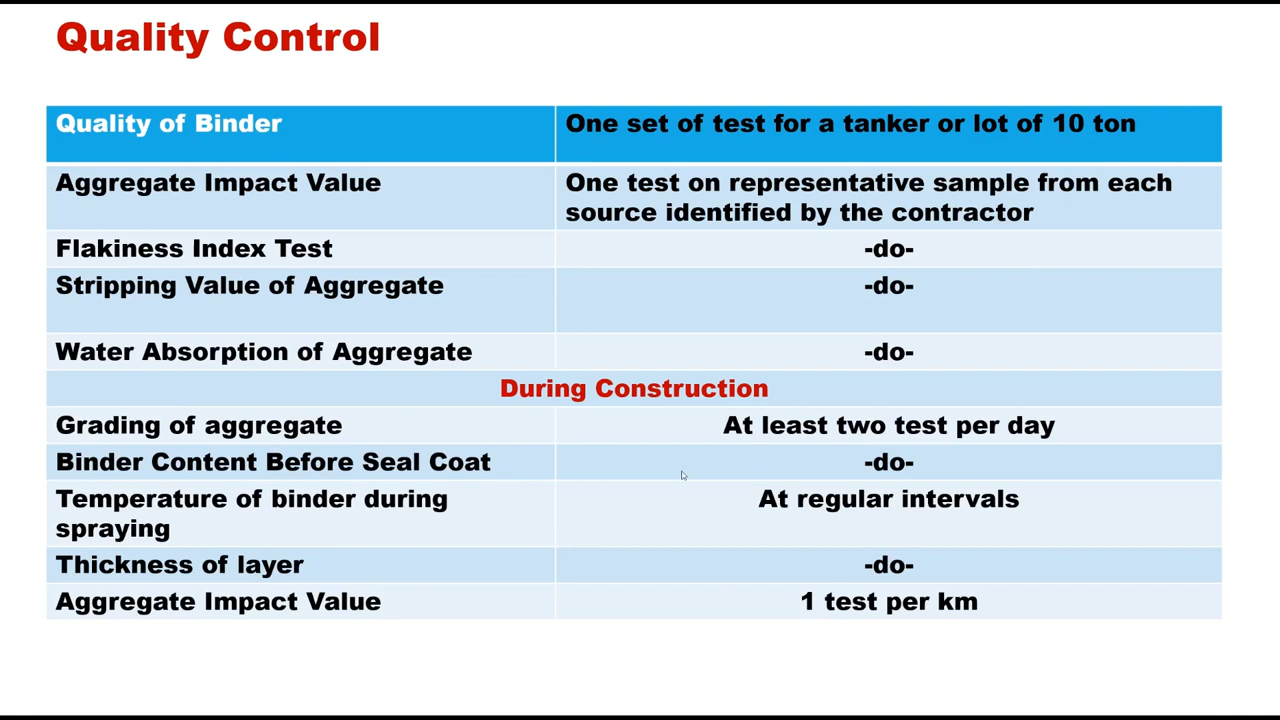 Quality Control
Quality of Binder
One set of test for a tanker or lot of 10 ton
Aggregate Impact Value
One test on representative sample from each
source identified by the contractor
Flakiness Index Test
-do-
Stripping Value of Aggregate
-do-
Water Absorption of Aggregate
-do-
During Construction
Grading of aggregate
At least two test per day
Binder Content Before Seal Coat
-do-
Temperature of binder during
spraying
At regular intervals
Thickness of layer
-do-
Aggregate Impact Value
1 test per km